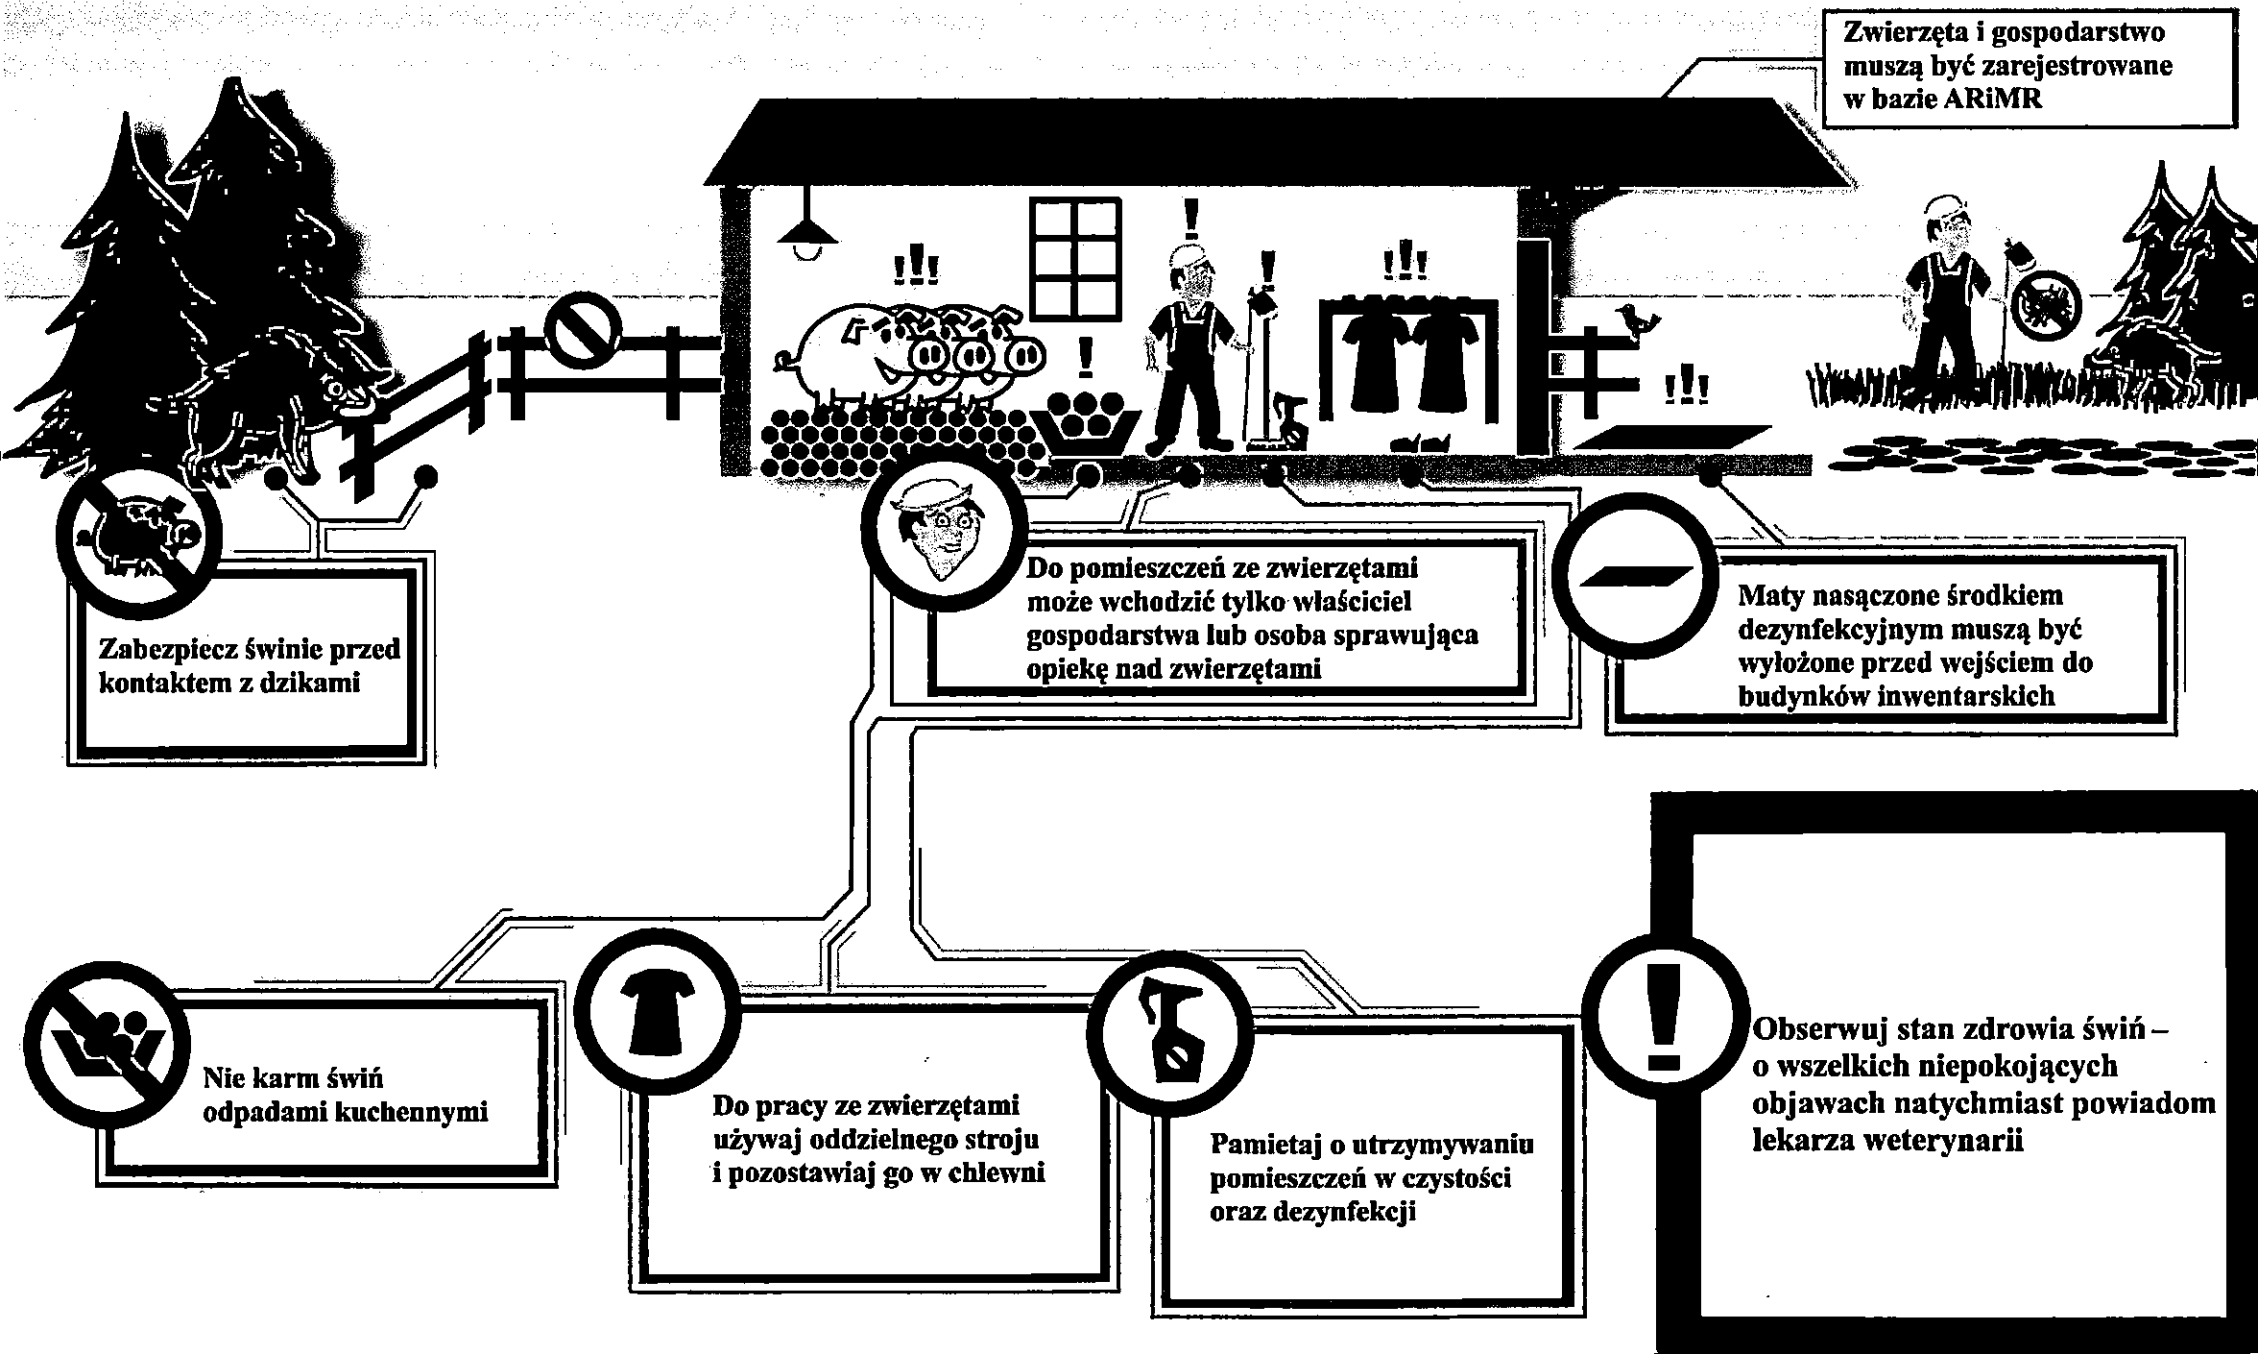 Zwierzęta i gospodarstwo
muszą być zarejestrowane
w bazie ARiMR
Zabezpiecz świnie przed
kontaktem z dzikami
Do pomieszczeń ze zwierzętami
może wchodzić tylko właściciel
gospodarstwa lub osoba sprawująca
opiekę nad zwierzętami
Maty nasączone środkiem
dezynfekcyjnym muszą być
wyłożone przed wejściem do
budynków inwentarskich
Nie karm świń
odpadami kuchennymi
Do pracy ze zwierzętami
używaj oddzielnego stroju
i pozostawiaj go w chlewni
Pamietaj o utrzymywaniu
pomieszczeń w czystości
oraz dezynfekcji
Obserwuj stan zdrowia świń –
o wszelkich niepokojących
objawach natychmiast powiadom
lekarza weterynarii